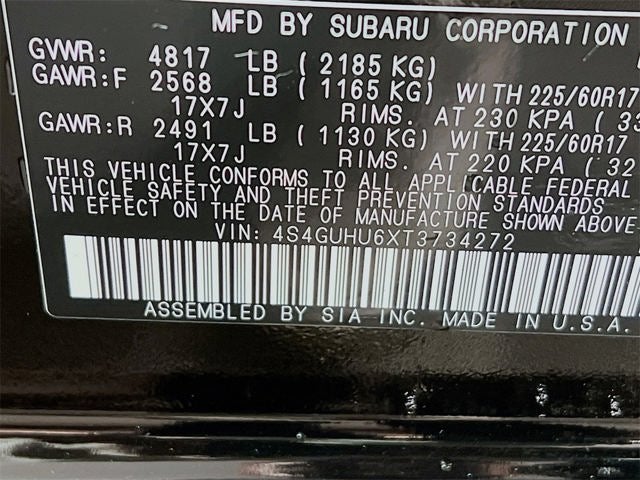 MFD BY SUBARU CORPORATION
GVWR: 4817 LB ( 2185 KG)
GAWR:F 2568 LB ( 1165 KG) WITH 225/60R17
17X7J RIMS. AT 230 KPA ( 33
GAWR:R 2491 LB ( 1130 KG) WITH 225/60R17
17X7J RIMS. AT 220 KPA ( 32
THIS VEHICLE CONFORMS TO ALL APPLICABLE FEDERAL
VEHICLE SAFETY AND THEFT PREVENTION STANDARDS
IN EFFECT ON THE DATE OF MANUFACTURE SHOWN ABOVE.
VIN: 4S4GUHU6XT3734272
ASSEMBLED BY SIA INC. MADE IN U.S.A.